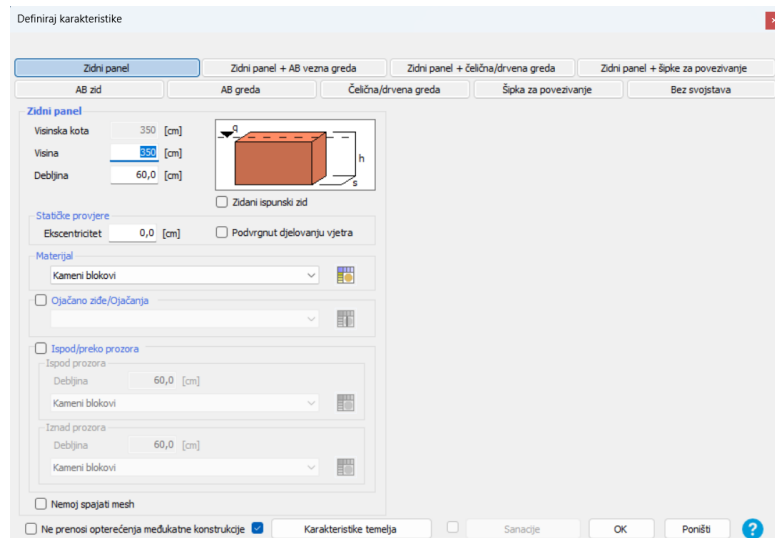 Definiraj karakteristike
x
Zidni panel
Zidni panel + AB vezna greda
Zidni panel + čelična/drvena greda
Zidni panel + šipke za povezivanje
AB zid
AB greda
Čelična/drvena greda
Šipka za povezivanje
Bez svojstava
Zidni panel
Visinska kota 350 [cm]
Visina 350 [cm]
Debljina 60,0 [cm]
q
h
s
Zidani ispunski zid
Statičke provjere
Ekscentricitet 0,0 [cm]
Podvrgnut djelovanju vjetra
Materijal
Kameni blokovi
Ojačano ziđe/Ojačanja
Ispod/preko prozora
Ispod prozora
Debljina 60,0 [cm]
Kameni blokovi
Iznad prozora
Debljina 60,0 [cm]
Kameni blokovi
Nemoj spajati mesh
Ne prenosi opterećenja međukatne konstrukcije
Karakteristike temelja
Sanacije
OK
Poništi
?